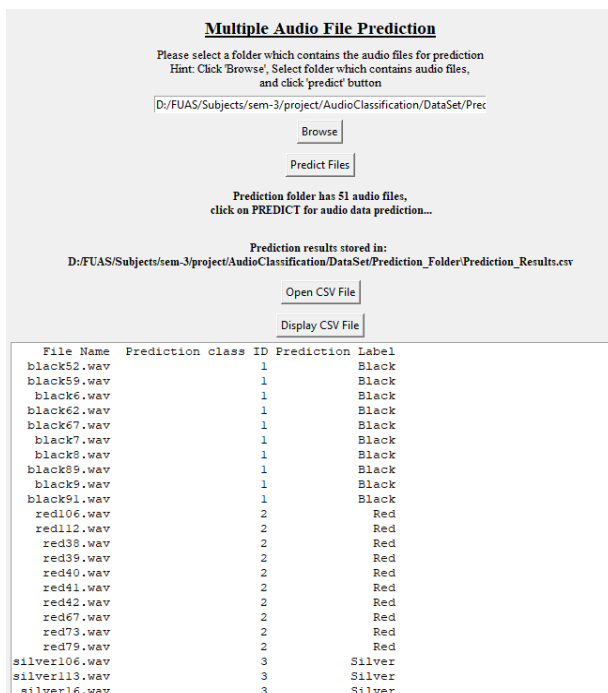 Multiple Audio File Prediction
Please select a folder which contains the audio files for prediction
Hint: Click 'Browse', Select folder which contains audio files,
and click 'predict' button
D:/FUAS/Subjects/sem-3/project/AudioClassification/DataSet/Pred
Browse
Predict Files
Prediction folder has 51 audio files,
click on PREDICT for audio data prediction...
Prediction results stored in:
D:/FUAS/Subjects/sem-3/project/AudioClassification/DataSet/Prediction_Folder\Prediction_Results.csv
Open CSV File
Display CSV File
File Name Prediction class ID Prediction Label
black52.wav 1 Black
black59.wav 1 Black
black6.wav 1 Black
black62.wav 1 Black
black67.wav 1 Black
black7.wav 1 Black
black8.wav 1 Black
black89.wav 1 Black
black9.wav 1 Black
black91.wav 1 Black
red106.wav 2 Red
red112.wav 2 Red
red38.wav 2 Red
red39.wav 2 Red
red40.wav 2 Red
red41.wav 2 Red
red42.wav 2 Red
red67.wav 2 Red
red73.wav 2 Red
red79.wav 2 Red
silver106.wav 3 Silver
silver113.wav 3 Silver
silver16.wav 3 Silver